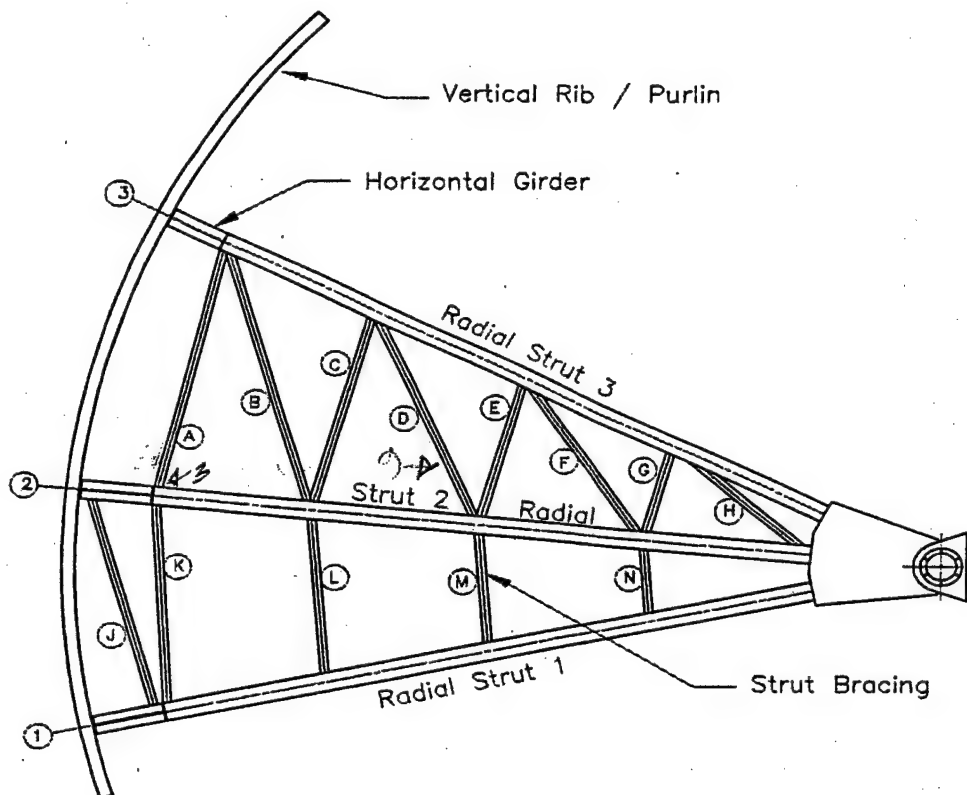 Vertical Rib / Purlin
Horizontal Girder
3
Radial Strut 3
C
B
D
E
A
F
G
3
2
Strut 2
Radial
H
K
L
M
N
J
Radial Strut 1
Strut Bracing
1